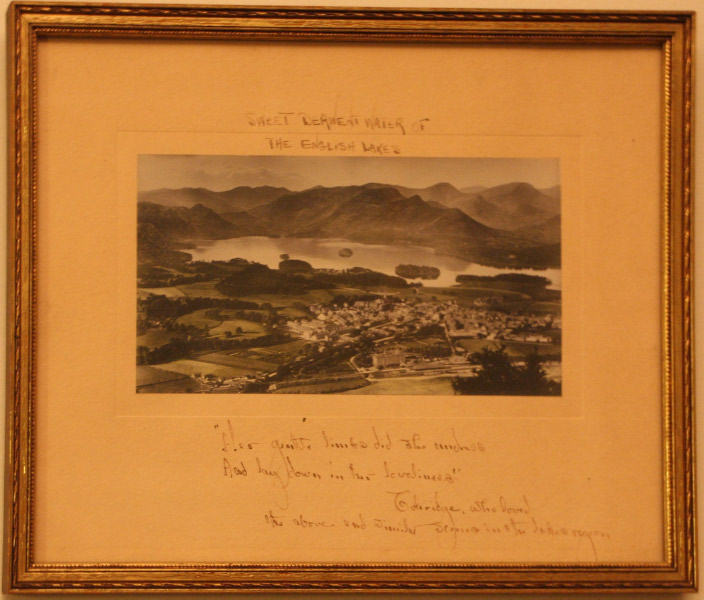 SWEET DERWENT WATER OF
THE ENGLISH LAKES
"Her gentle limbs did she undress
And lay down in her loveliness"
Coleridge, who loved
the above and similar scenes in the lakes region